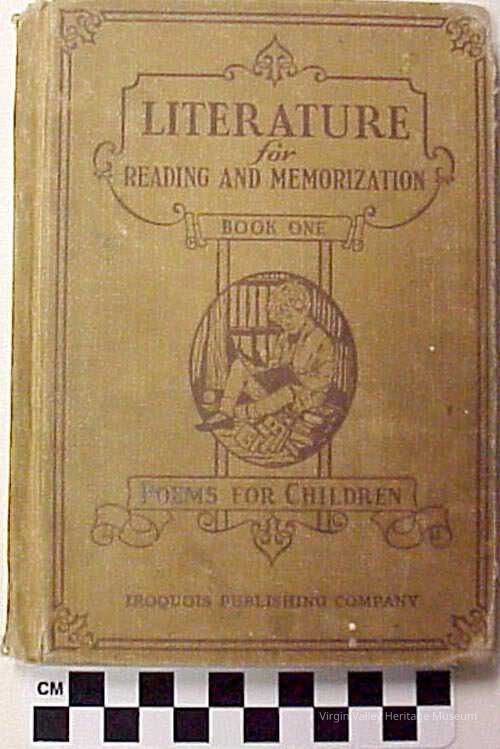 LITERATURE
for
READING AND MEMORIZATION
BOOK ONE
POEMS FOR CHILDREN
IROQUOIS PUBLISHING COMPANY
CM
Virgin Valley Heritage Museum